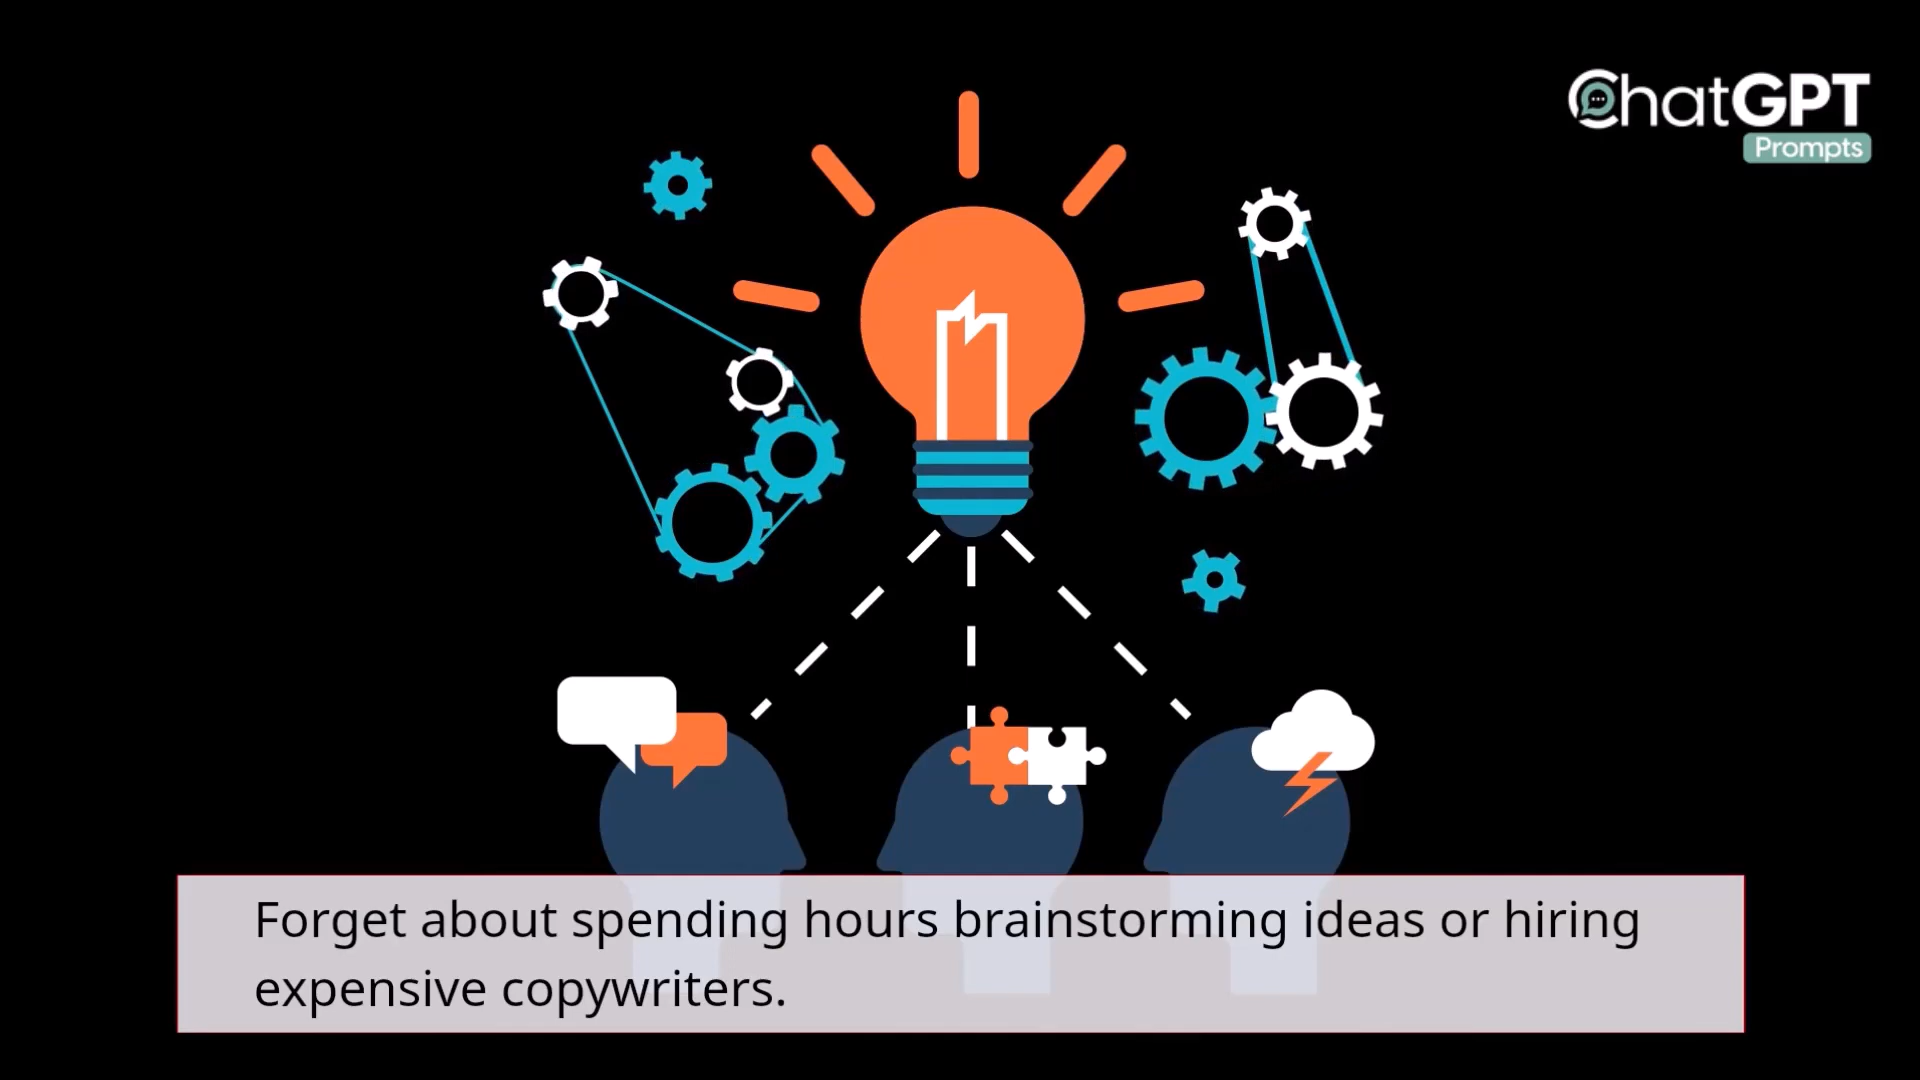 ChatGPT
Prompts
Forget about spending hours brainstorming ideas or hiring
expensive copywriters.